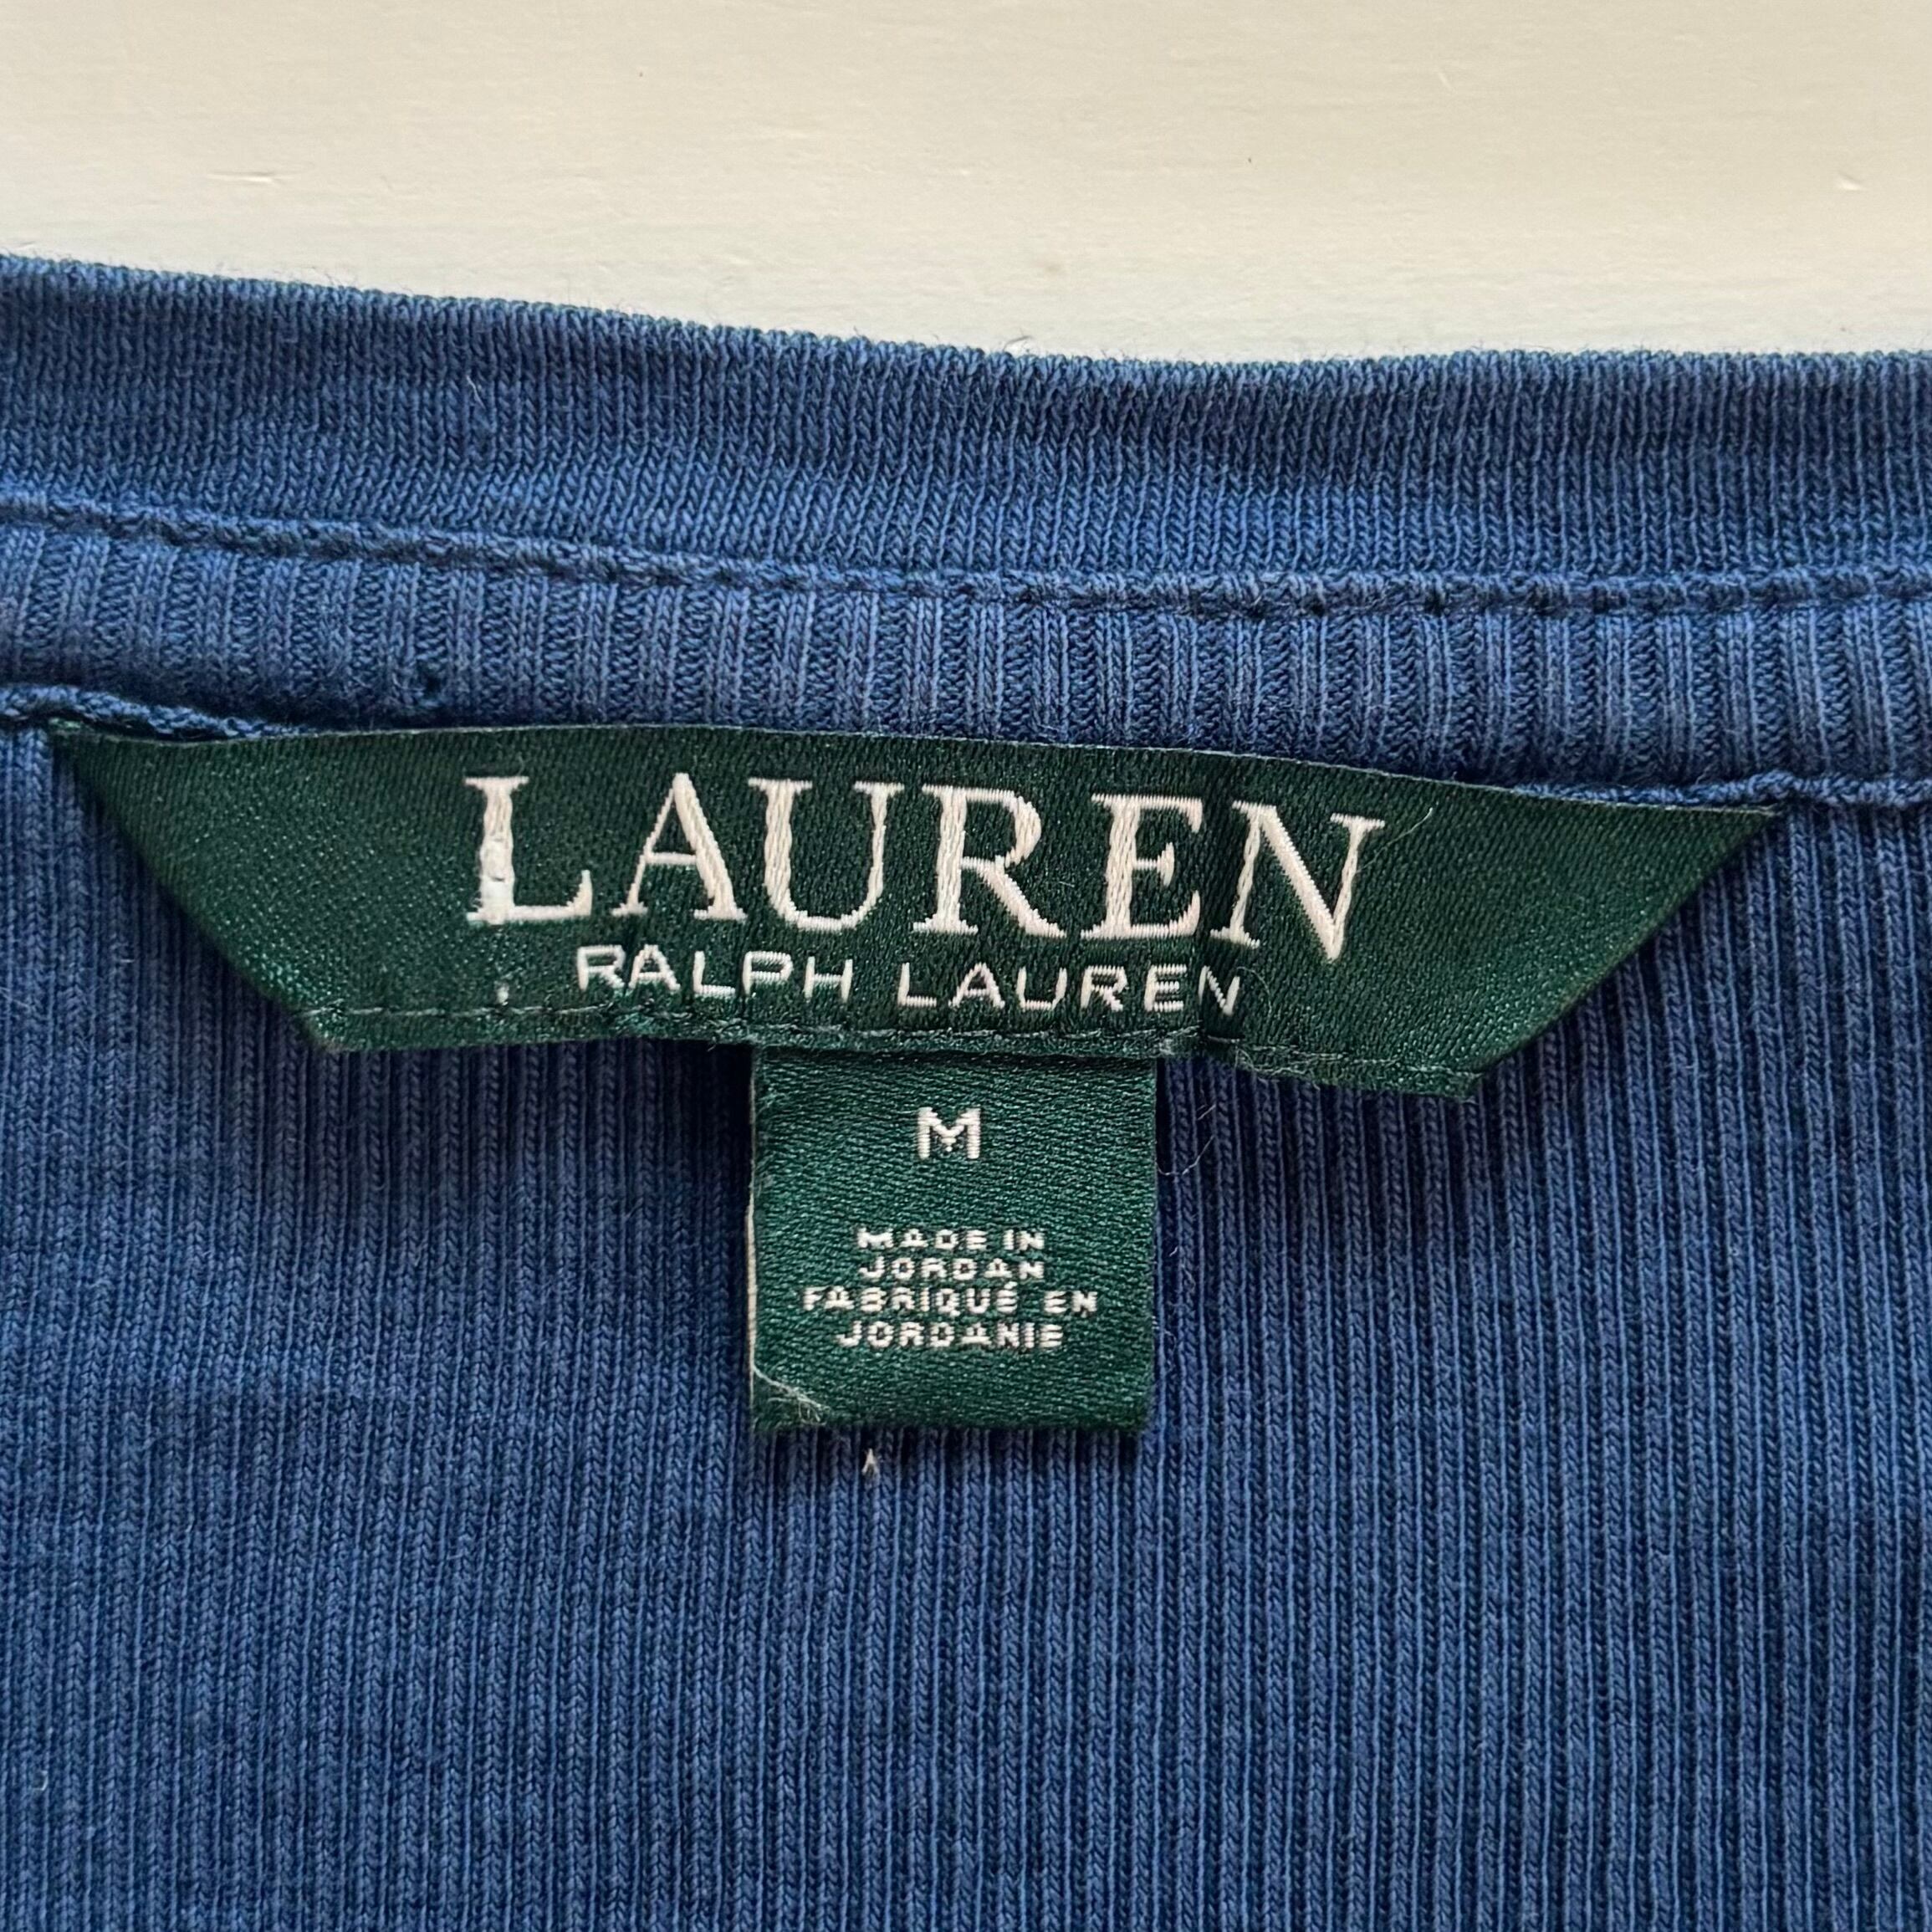 LAUREN
RALPH LAUREN
M
MADE IN
JORDAN
FABRIQUÉ EN
JORDANIE